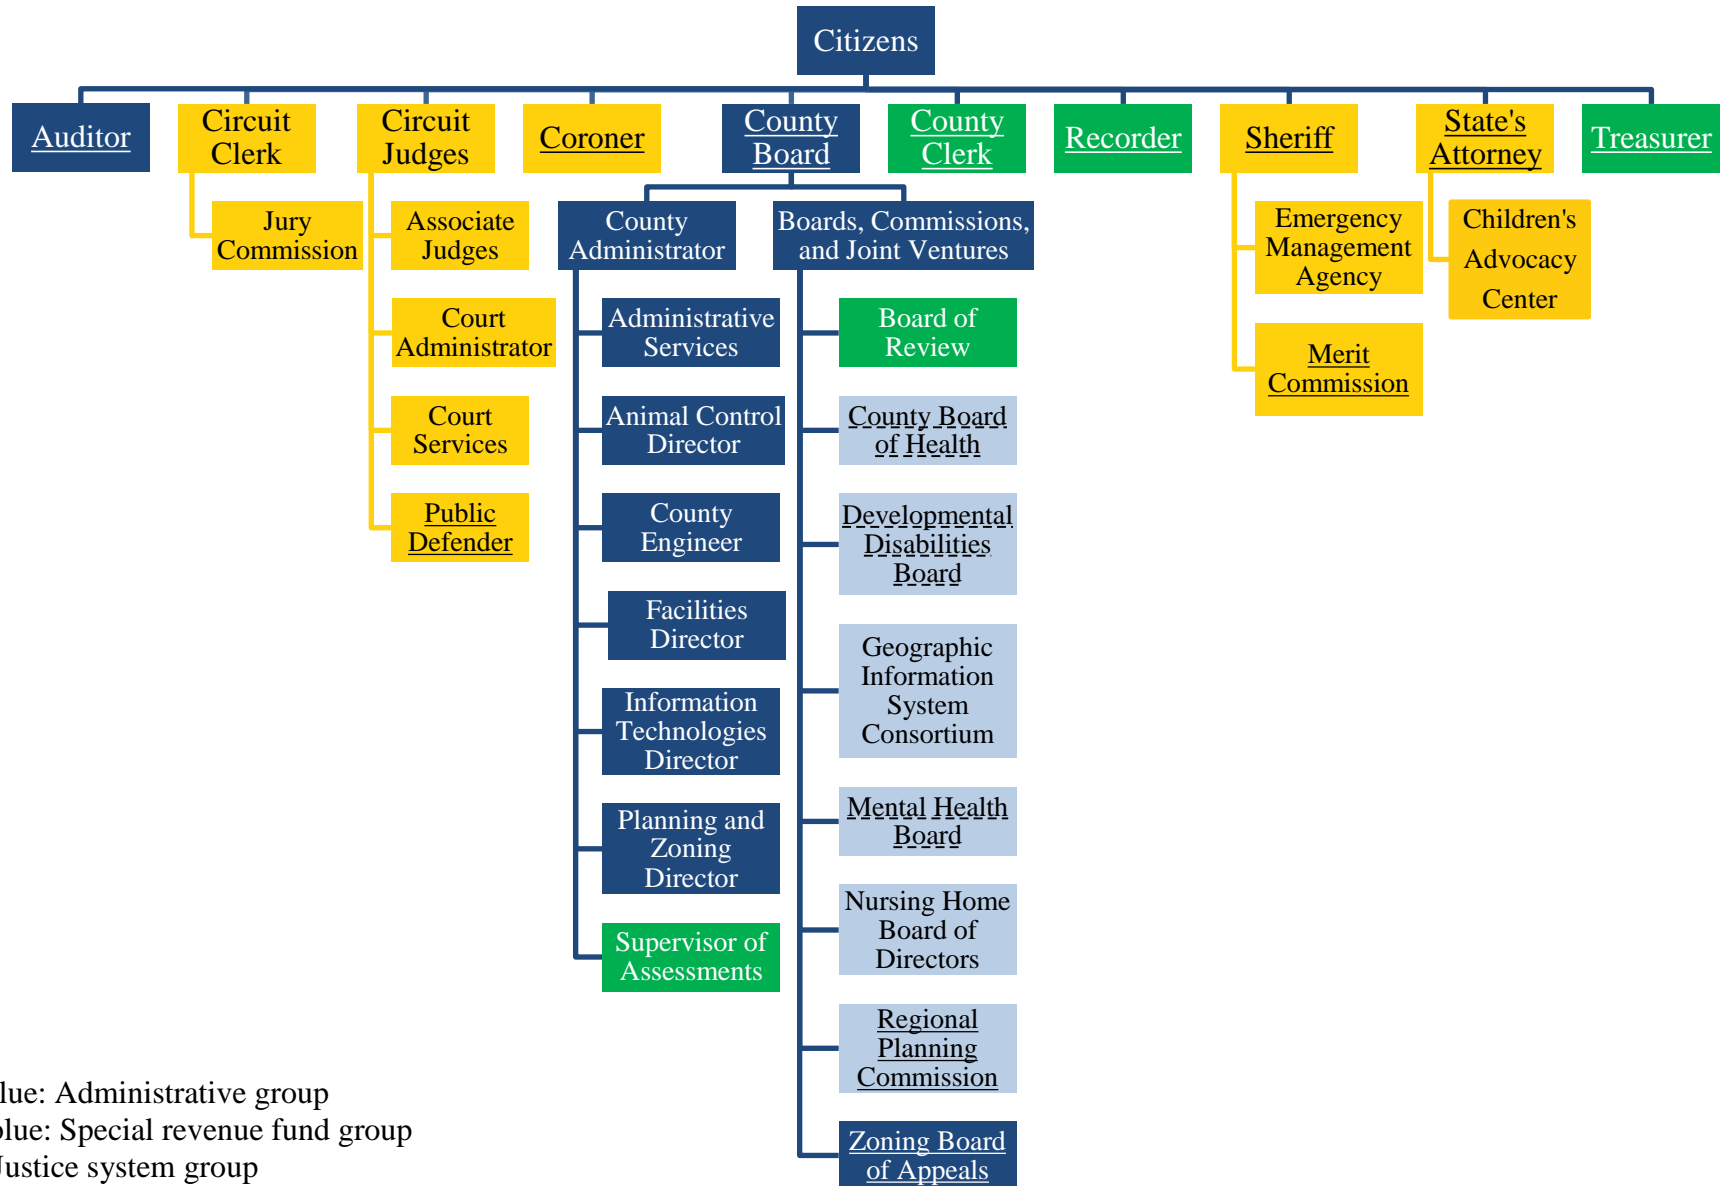 Citizens
Auditor
Circuit
Clerk
Circuit
Judges
Coroner
County
Board
County
Clerk
Recorder
Sheriff
State's
Attorney
Treasurer
Jury
Commission
Associate
Judges
Court
Administrator
Court
Services
Public
Defender
County
Administrator
Administrative
Services
Animal Control
Director
County
Engineer
Facilities
Director
Information
Technologies
Director
Planning and
Zoning
Director
Supervisor of
Assessments
Boards, Commissions,
and Joint Ventures
Board of
Review
County Board
of Health
Developmental
Disabilities
Board
Geographic
Information
System
Consortium
Mental Health
Board
Nursing Home
Board of
Directors
Regional
Planning
Commission
Zoning Board
of Appeals
Emergency
Management
Agency
Merit
Commission
Children's
Advocacy
Center
lue: Administrative group
blue: Special revenue fund group
Justice system group